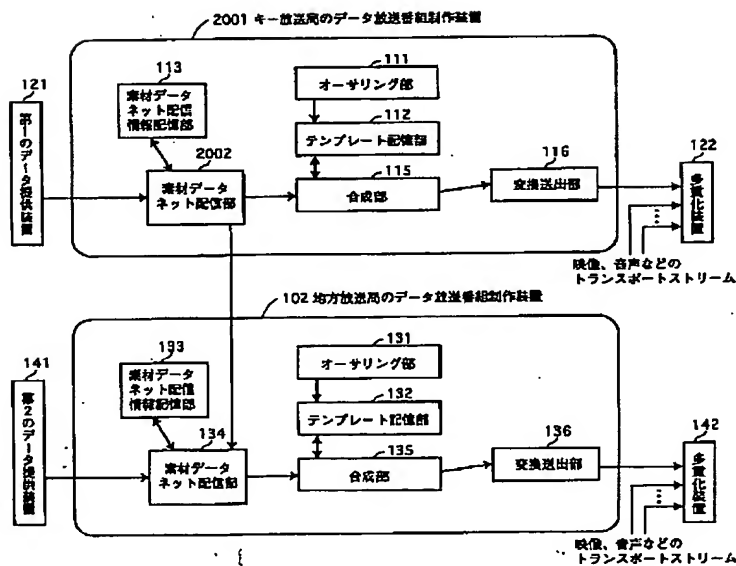 2001 キー放送局のデータ放送番組制作装置
113
素材データ
ネット配信
情報記憶部
111
オーサリング部
112
テンプレート記憶部
121
第1のデータ提供装置
2002
素材データ
ネット配信部
115
合成部
116
変換送出部
122
多重化装置
映像、音声などの
トランスポートストリーム
102 地方放送局のデータ放送番組制作装置
193
素材データ
ネット配信
情報記憶部
131
オーサリング部
132
テンプレート記憶部
141
第2のデータ提供装置
134
素材データ
ネット配信部
135
合成部
136
変換送出部
142
多重化装置
映像、音声などの
トランスポートストリーム